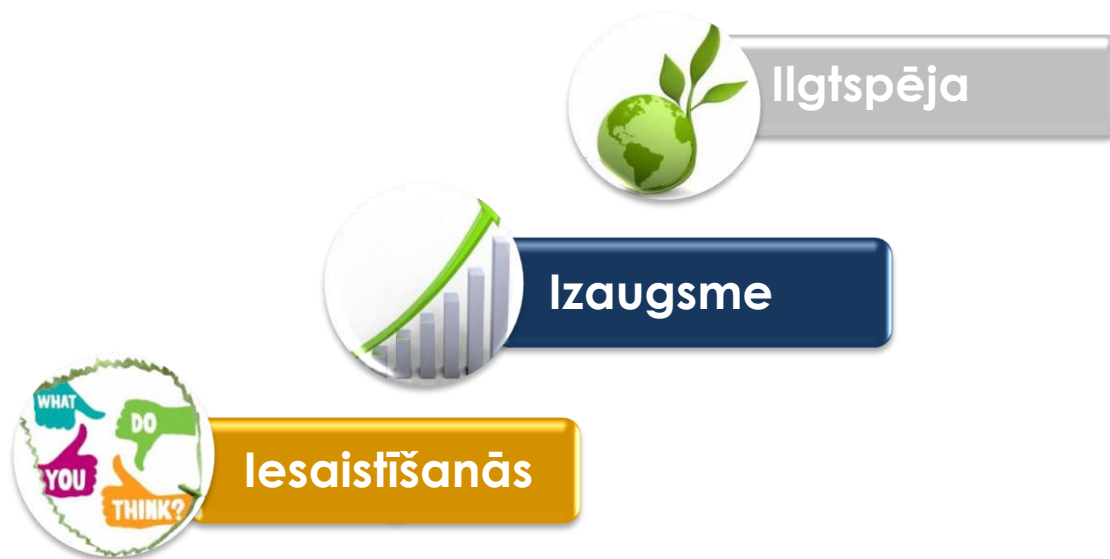 Ilgtspēja
Izaugsme
WHAT
DO
YOU
THINK?
Iesaistīšanās